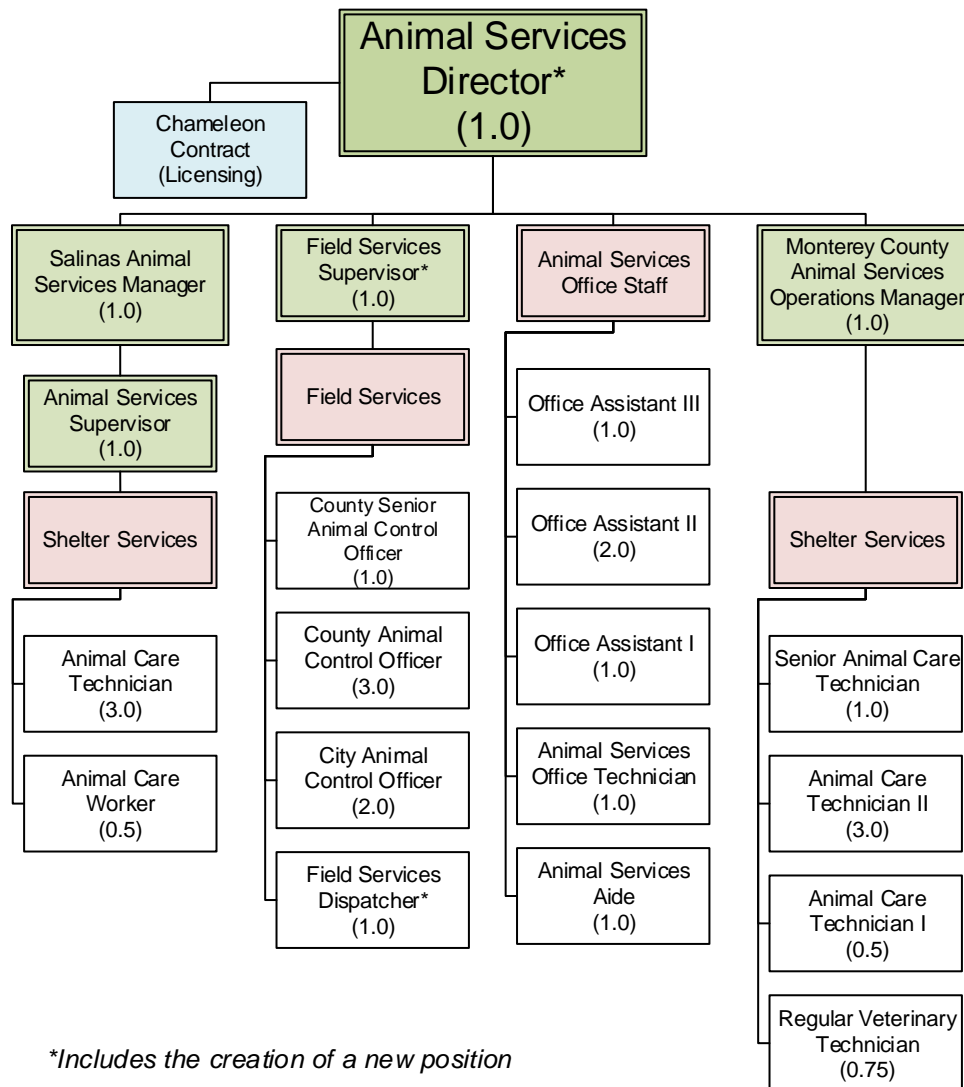 Animal Services
Director*
(1.0)
Chameleon
Contract
(Licensing)
Salinas Animal
Services Manager
(1.0)
Animal Services
Supervisor
(1.0)
Shelter Services
Animal Care
Technician
(3.0)
Animal Care
Worker
(0.5)
Field Services
Supervisor*
(1.0)
Field Services
County Senior
Animal Control
Officer
(1.0)
County Animal
Control Officer
(3.0)
City Animal
Control Officer
(2.0)
Field Services
Dispatcher*
(1.0)
Animal Services
Office Staff
Office Assistant III
(1.0)
Office Assistant II
(2.0)
Office Assistant I
(1.0)
Animal Services
Office Technician
(1.0)
Animal Services
Aide
(1.0)
Monterey County
Animal Services
Operations Manager
(1.0)
Shelter Services
Senior Animal Care
Technician
(1.0)
Animal Care
Technician II
(3.0)
Animal Care
Technician I
(0.5)
Regular Veterinary
Technician
(0.75)
*Includes the creation of a new position